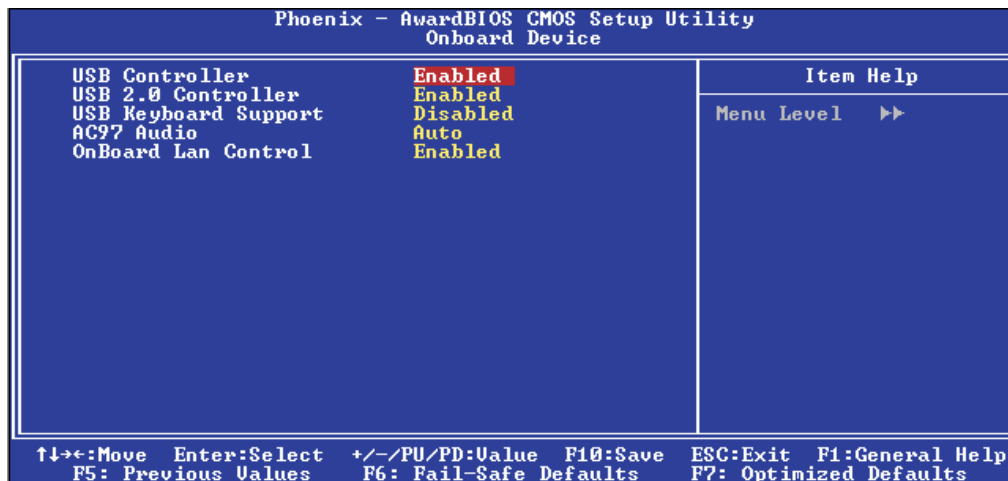 Phoenix - AwardBIOS CMOS Setup Utility
Onboard Device
USB Controller Enabled
USB 2.0 Controller Enabled
USB Keyboard Support Disabled
AC97 Audio Auto
OnBoard Lan Control Enabled
Item Help
Menu Level ▶▶
↑↓→←:Move Enter:Select +/-/PU/PD:Value F10:Save ESC:Exit F1:General Help
F5: Previous Values F6: Fail-Safe Defaults F7: Optimized Defaults